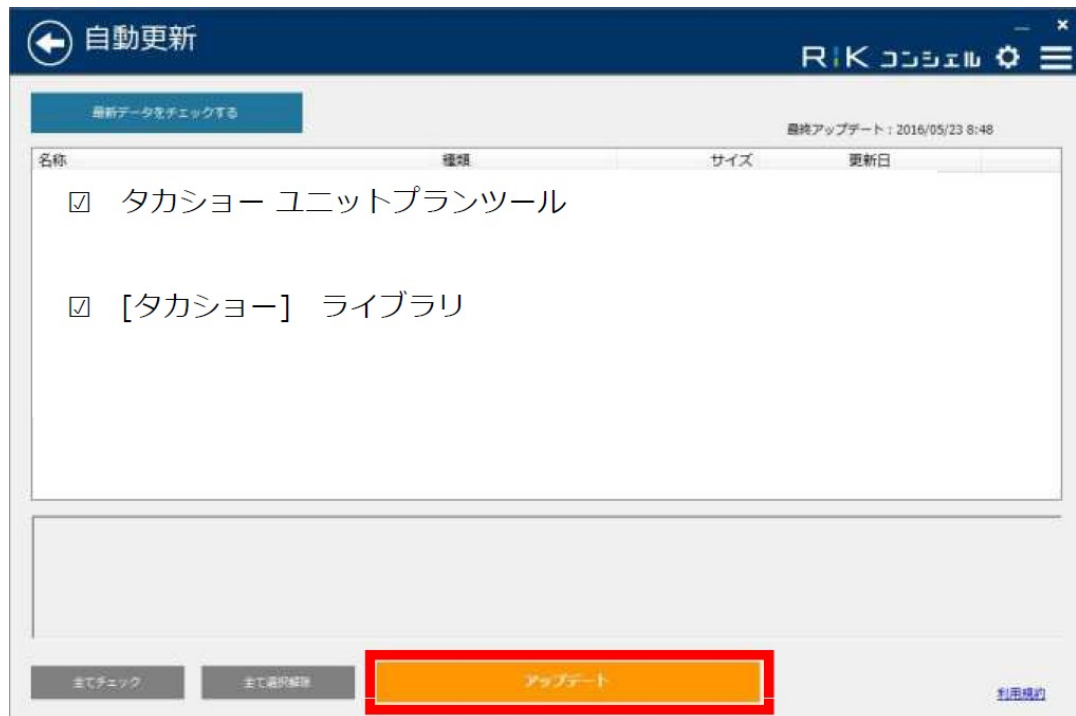 自動更新
RIK コンシェル
最新データをチェックする
最終アップデート：2016/05/23 8:48
名称 種類 サイズ 更新日
☑ タカショー ユニットプランツール
☑ [タカショー] ライブラリ
全てチェック 全て選択解除 アップデート 利用規約